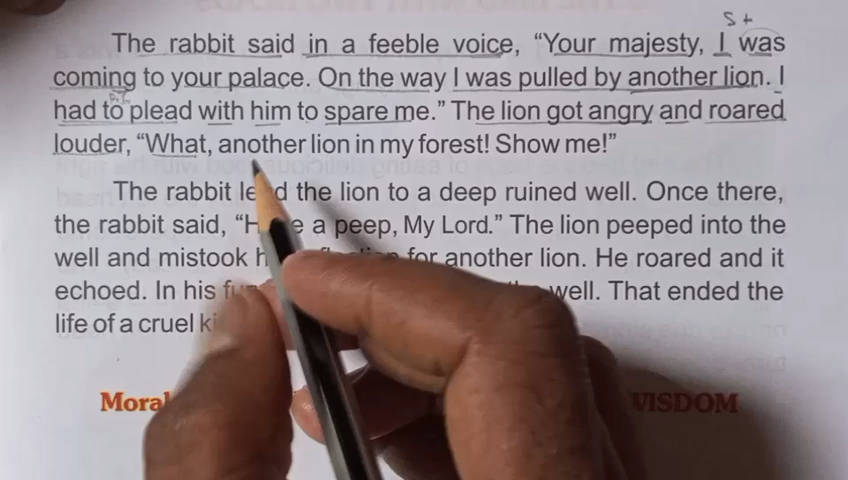 S+
The rabbit said in a feeble voice, “Your majesty, I was
coming to your palace. On the way I was pulled by another lion. I
had to plead with him to spare me.” The lion got angry and roared
louder, “What, another lion in my forest! Show me!”
The rabbit the lion to a deep ruined well. Once there,
the rabbit said, a peep, My Lord.” The lion peeped into the
well and mistook for another lion. He roared and it
echoed. In his well. That ended the
life of a cruel
Moral WISDOM